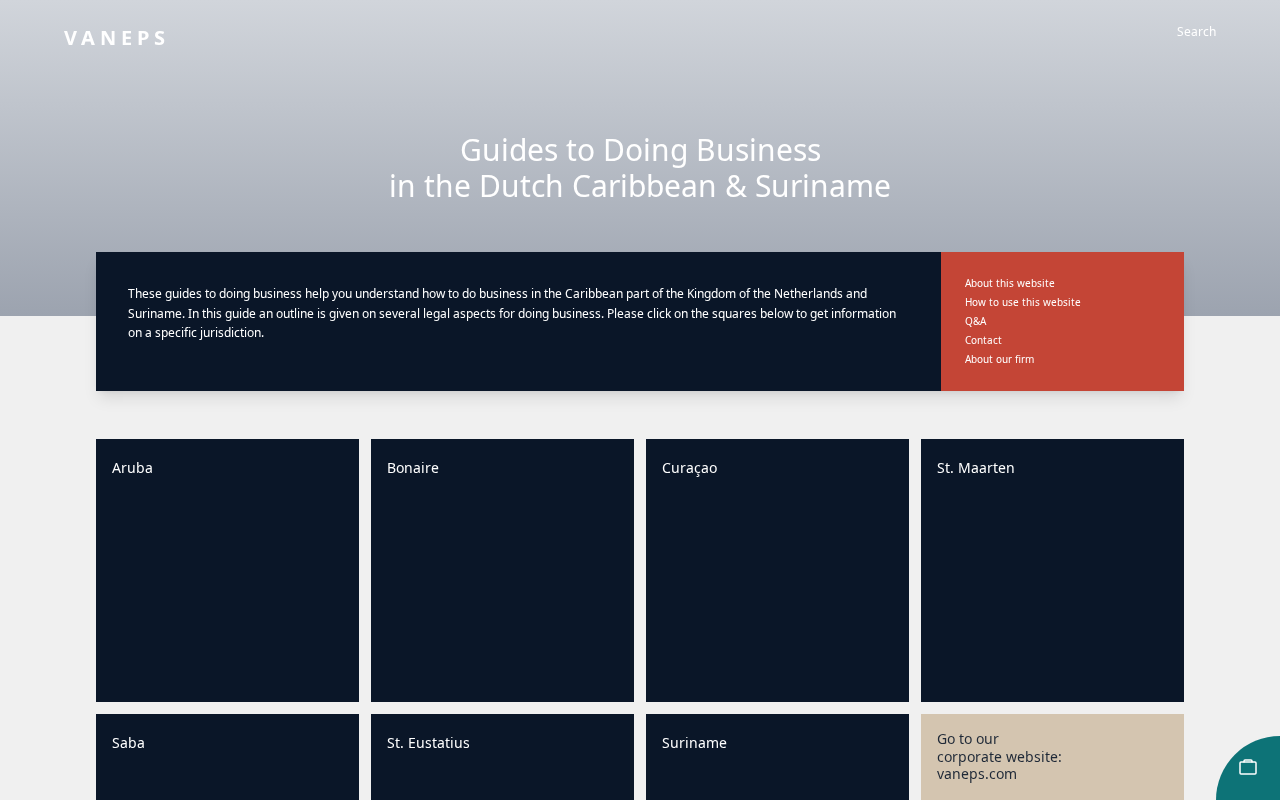 VANEPS
Search
Guides to Doing Business
in the Dutch Caribbean & Suriname
These guides to doing business help you understand how to do business in the Caribbean part of the Kingdom of the Netherlands and
Suriname. In this guide an outline is given on several legal aspects for doing business. Please click on the squares below to get information
on a specific jurisdiction.
About this website
How to use this website
Q&A
Contact
About our firm
Aruba
Bonaire
Curaçao
St. Maarten
Saba
St. Eustatius
Suriname
Go to our
corporate website:
vaneps.com